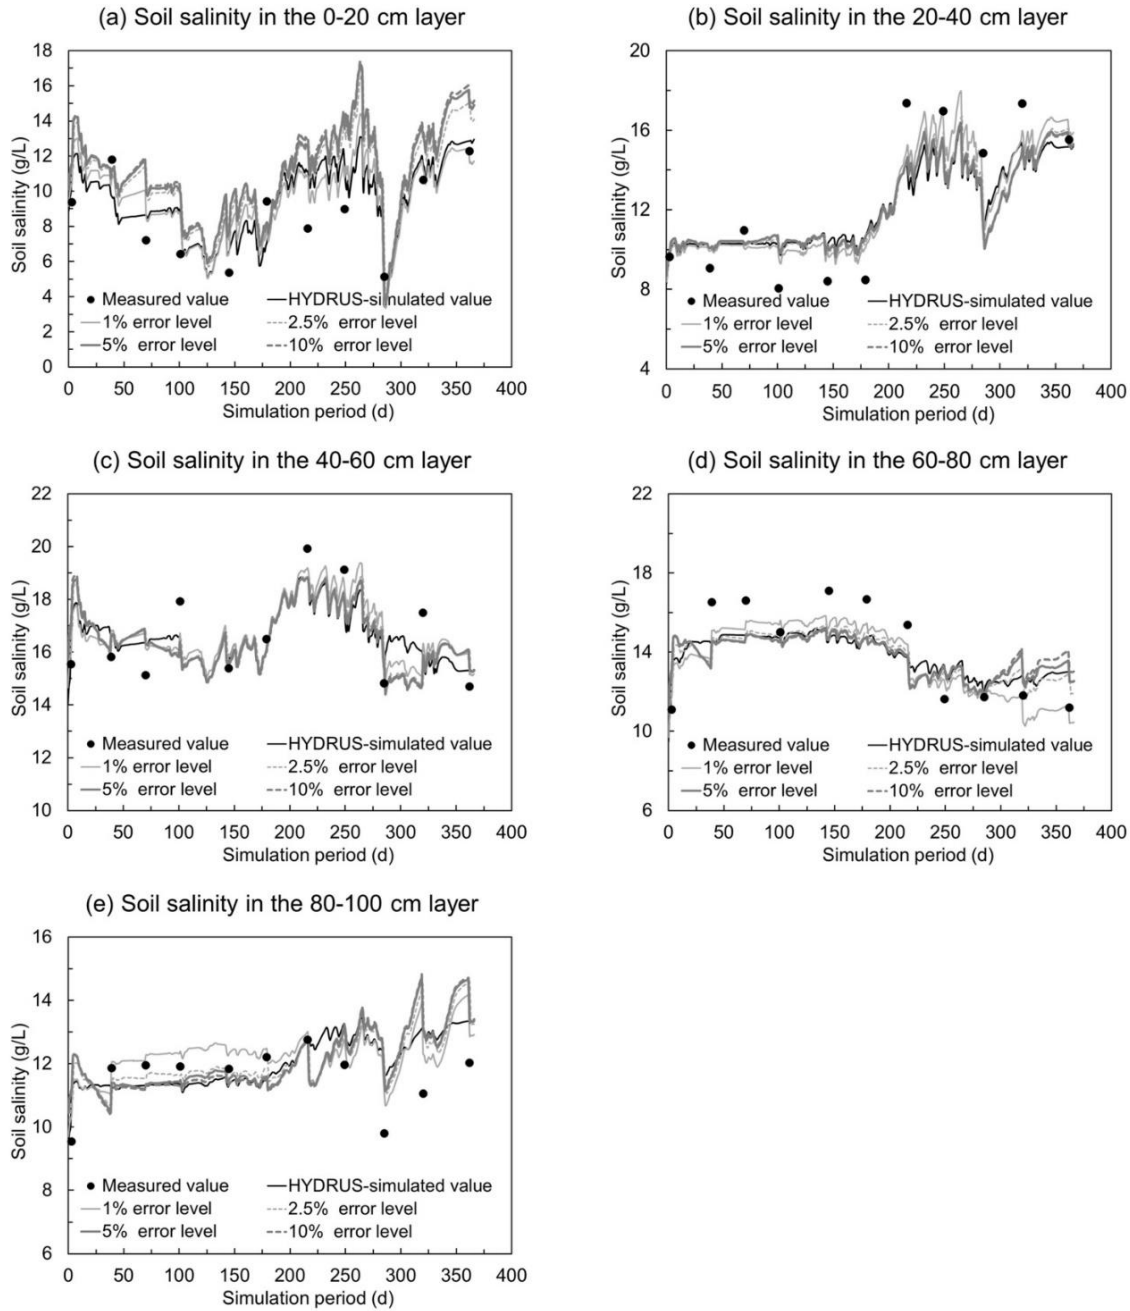 (a) Soil salinity in the 0-20 cm layer
18
16
14
12
10
8
6
4
2
0
Soil salinity (g/L)
Measured value
HYDRUS-simulated value
1% error level
2.5% error level
5% error level
10% error level
0 50 100 150 200 250 300 350 400
Simulation period (d)
(b) Soil salinity in the 20-40 cm layer
20
16
12
8
4
Soil salinity (g/L)
Measured value
HYDRUS-simulated value
1% error level
2.5% error level
5% error level
10% error level
0 50 100 150 200 250 300 350 400
Simulation period (d)
(c) Soil salinity in the 40-60 cm layer
22
20
18
16
14
12
10
Soil salinity (g/L)
Measured value
HYDRUS-simulated value
1% error level
2.5% error level
5% error level
10% error level
0 50 100 150 200 250 300 350 400
Simulation period (d)
(d) Soil salinity in the 60-80 cm layer
22
18
14
10
6
Soil salinity (g/L)
Measured value
HYDRUS-simulated value
1% error level
2.5% error level
5% error level
10% error level
0 50 100 150 200 250 300 350 400
Simulation period (d)
(e) Soil salinity in the 80-100 cm layer
16
14
12
10
8
6
Soil salinity (g/L)
Measured value
HYDRUS-simulated value
1% error level
2.5% error level
5% error level
10% error level
0 50 100 150 200 250 300 350 400
Simulation period (d)